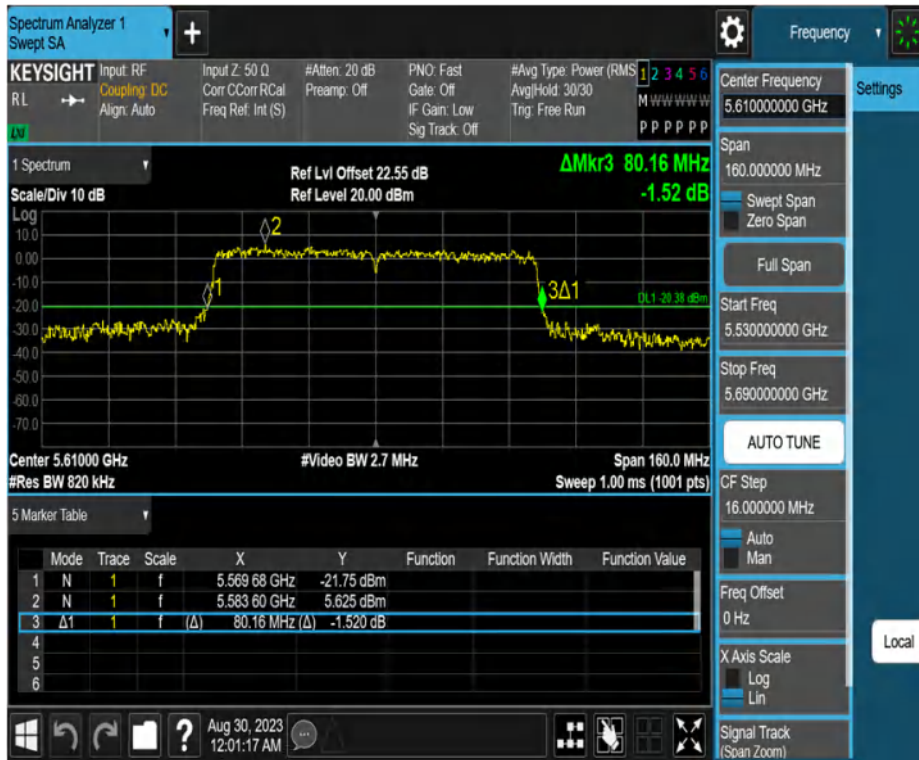 Spectrum Analyzer 1
Swept SA
+
Frequency
KEYSIGHT Input: RF Input Z: 50 Ω #Atten: 20 dB PNO: Fast #Avg Type: Power (RMS 1 2 3 4 5 6
RL Coupling: DC Corr CCorr RCal Preamp: Off Gate: Off Avg|Hold: 30/30 M W W W W W
Align: Auto Freq Ref: Int (S) IF Gain: Low Trig: Free Run
Sig Track: Off P P P P P P
LXI
1 Spectrum
Ref Lvl Offset 22.55 dB
ΔMkr3 80.16 MHz
Scale/Div 10 dB Ref Level 20.00 dBm -1.52 dB
Log
10.0
0.00
-10.0
-20.0
-30.0
-40.0
-50.0
-60.0
-70.0
2
1
3Δ1
DL1 -20.38 dBm
Center 5.61000 GHz #Video BW 2.7 MHz Span 160.0 MHz
#Res BW 820 kHz Sweep 1.00 ms (1001 pts)
5 Marker Table
Mode Trace Scale X Y Function Function Width Function Value
1 N 1 f 5.569 68 GHz -21.75 dBm
2 N 1 f 5.583 60 GHz 5.625 dBm
3 Δ1 1 f (Δ) 80.16 MHz (Δ) -1.520 dB
4
5
6
Aug 30, 2023
12:01:17 AM
?
Center Frequency
5.610000000 GHz
Span
160.000000 MHz
Swept Span
Zero Span
Full Span
Start Freq
5.530000000 GHz
Stop Freq
5.690000000 GHz
AUTO TUNE
CF Step
16.000000 MHz
Auto
Man
Freq Offset
0 Hz
X Axis Scale
Log
Lin
Signal Track
(Span Zoom)
Settings
Local